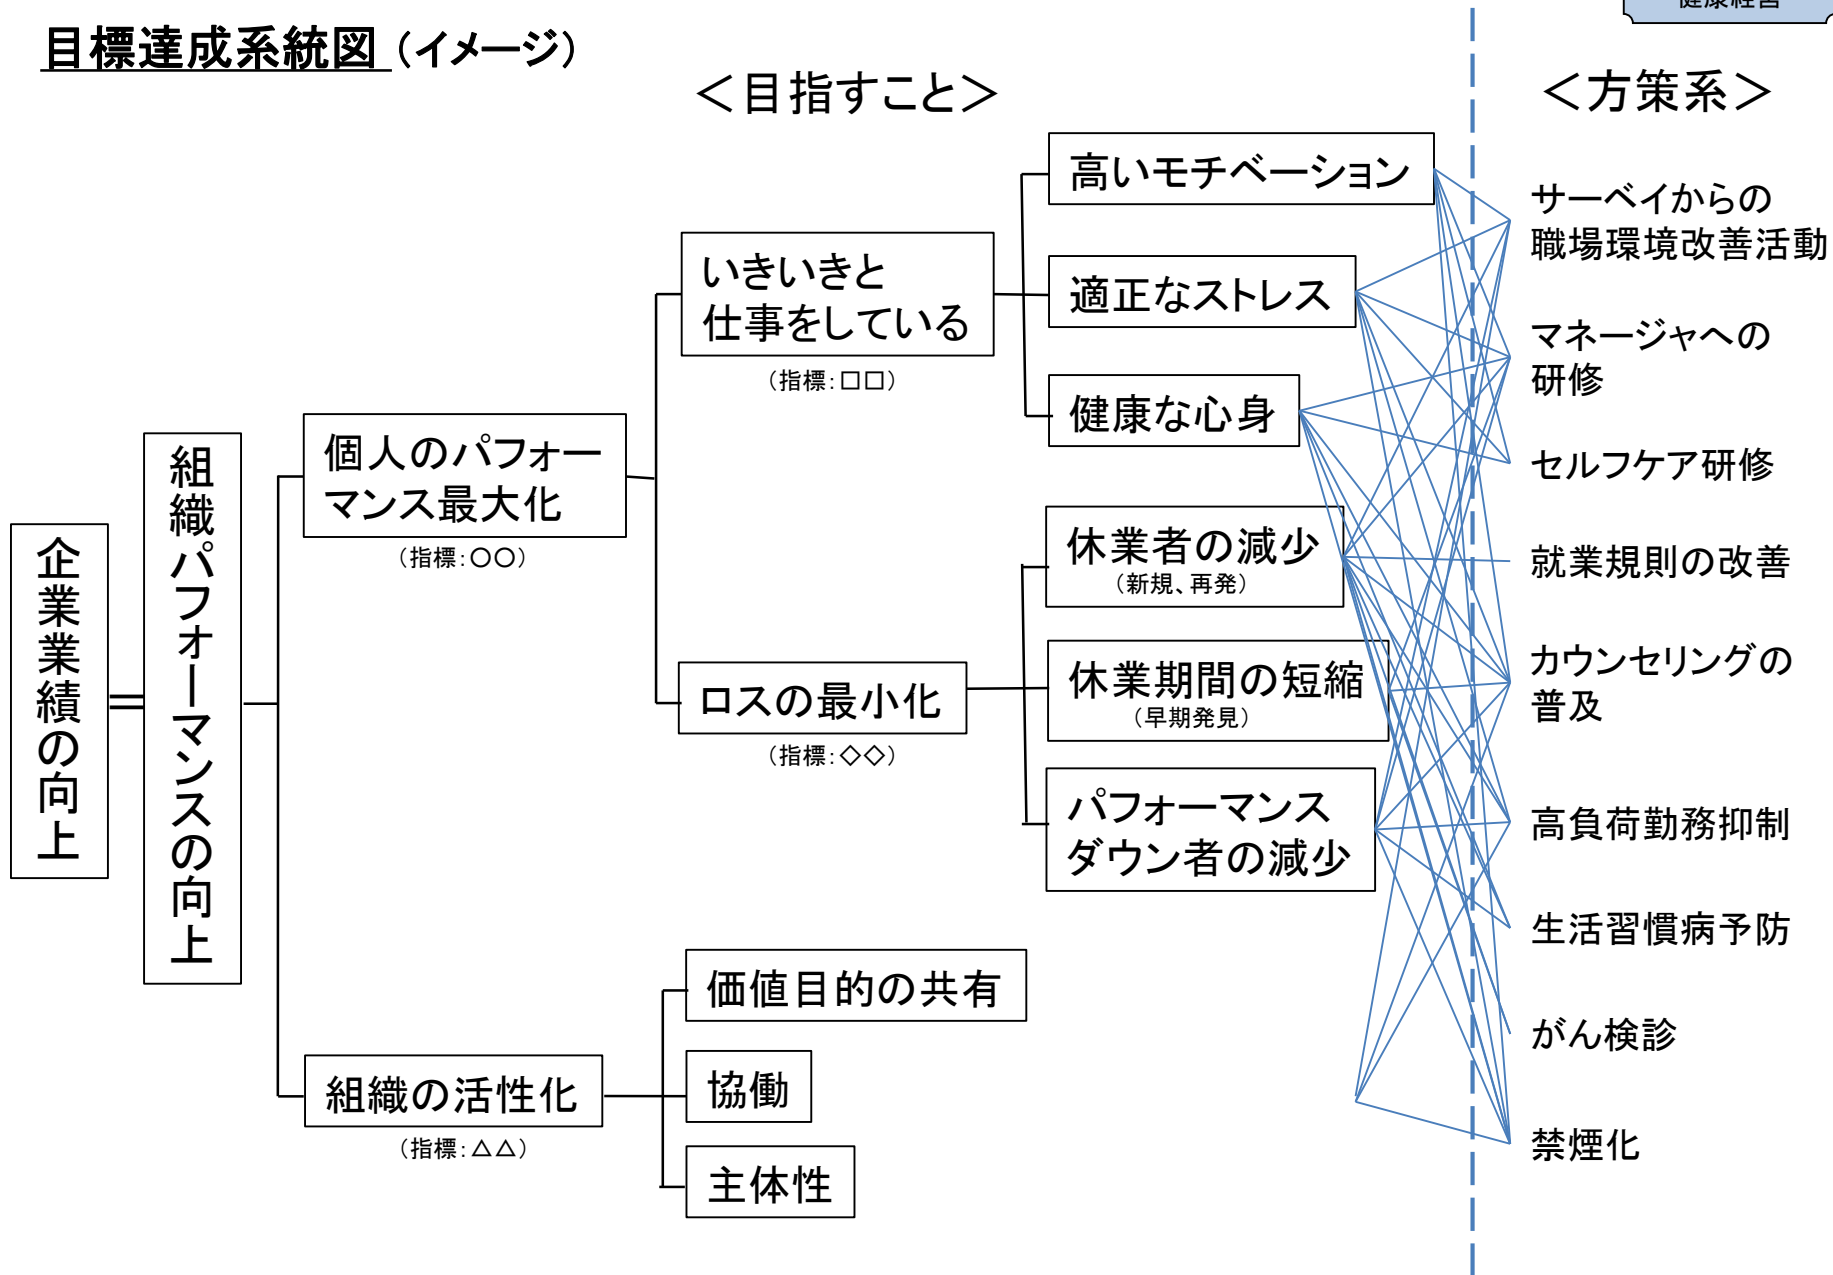 健康経営
目標達成系統図（イメージ）
＜目指すこと＞
＜方策系＞
企業業績の向上
組織パフォーマンスの向上
個人のパフォー
マンス最大化
（指標：○○）
組織の活性化
（指標：△△）
いきいきと
仕事をしている
（指標：□□）
ロスの最小化
（指標：◇◇）
価値目的の共有
協働
主体性
高いモチベーション
適正なストレス
健康な心身
休業者の減少
（新規、再発）
休業期間の短縮
（早期発見）
パフォーマンス
ダウン者の減少
サーベイからの
職場環境改善活動
マネージャへの
研修
セルフケア研修
就業規則の改善
カウンセリングの
普及
高負荷勤務抑制
生活習慣病予防
がん検診
禁煙化